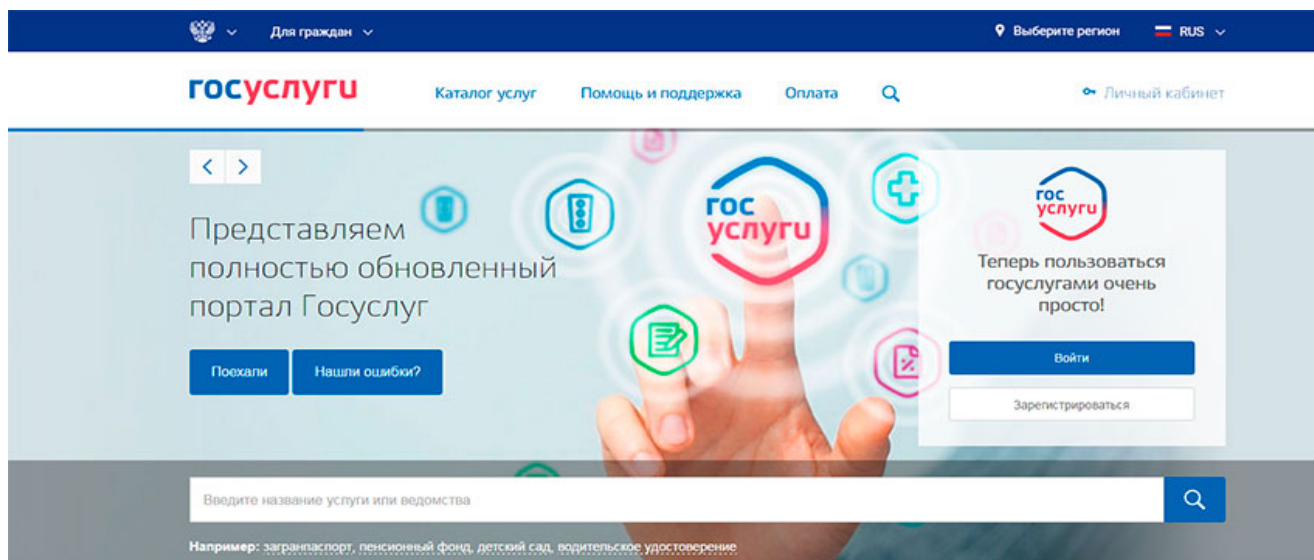 Для граждан
Выберите регион
RUS
госуслуги
Каталог услуг
Помощь и поддержка
Оплата
Личный кабинет
Представляем
полностью обновленный
портал Госуслуг
Поехали
Нашли ошибки?
гос
услуги
гос
услуги
Теперь пользоваться
госуслугами очень
просто!
Войти
Зарегистрироваться
Введите название услуги или ведомства
Например: загранпаспорт, пенсионный фонд, детский сад, водительское удостоверение